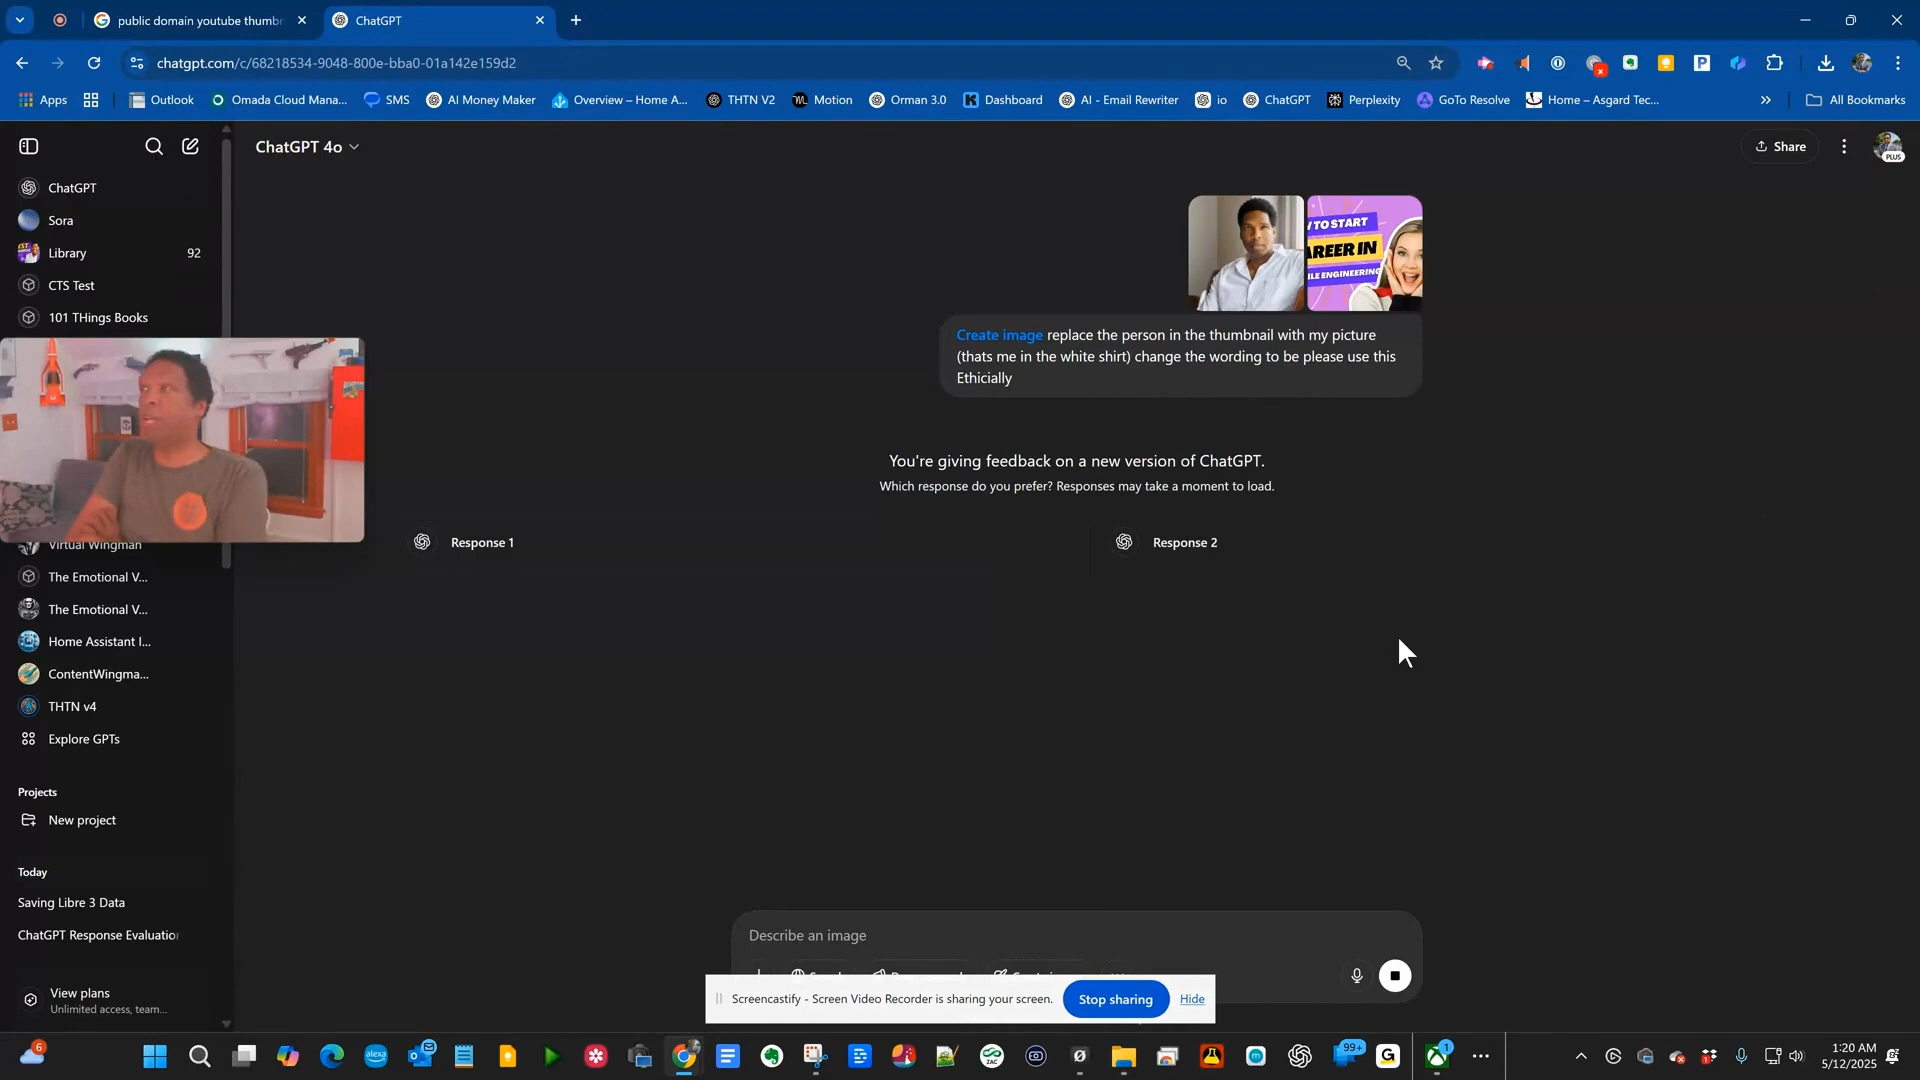 public domain youtube thumbn
ChatGPT
chatgpt.com/c/68218534-9048-800e-bba0-01a142e159d2
Apps
Outlook
Omada Cloud Mana...
SMS
AI Money Maker
Overview – Home A...
THTN V2
Motion
Orman 3.0
Dashboard
AI - Email Rewriter
io
ChatGPT
Perplexity
GoTo Resolve
Home – Asgard Tec...
All Bookmarks
ChatGPT 4o
Share
PLUS
ChatGPT
Sora
Library 92
CTS Test
101 THings Books
Virtual Wingman
The Emotional V...
The Emotional V...
Home Assistant I...
ContentWingma...
THTN v4
Explore GPTs
Projects
New project
Today
Saving Libre 3 Data
ChatGPT Response Evaluation
View plans
Unlimited access, team...
TO START
AREER IN
ILE ENGINEERING
Create image replace the person in the thumbnail with my picture
(thats me in the white shirt) change the wording to be please use this
Ethicially
You're giving feedback on a new version of ChatGPT.
Which response do you prefer? Responses may take a moment to load.
Response 1
Response 2
Describe an image
Screencastify - Screen Video Recorder is sharing your screen.
Stop sharing
Hide
6
alexa
99+
1
1:20 AM
5/12/2025